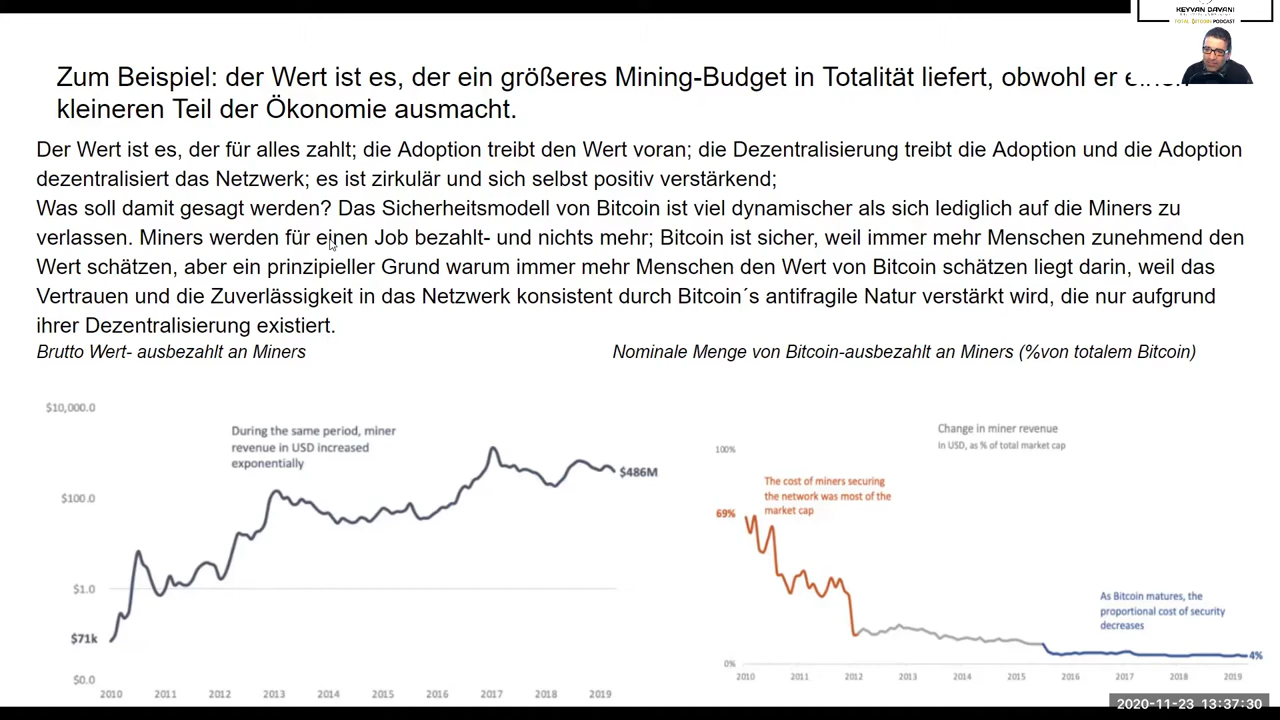 KEYVAN DAVANI
TOTAL BITCOIN PODCAST
Zum Beispiel: der Wert ist es, der ein größeres Mining-Budget in Totalität liefert, obwohl er einen
kleineren Teil der Ökonomie ausmacht.
Der Wert ist es, der für alles zahlt; die Adoption treibt den Wert voran; die Dezentralisierung treibt die Adoption und die Adoption
dezentralisiert das Netzwerk; es ist zirkulär und sich selbst positiv verstärkend;
Was soll damit gesagt werden? Das Sicherheitsmodell von Bitcoin ist viel dynamischer als sich lediglich auf die Miners zu
verlassen. Miners werden für einen Job bezahlt- und nichts mehr; Bitcoin ist sicher, weil immer mehr Menschen zunehmend den
Wert schätzen, aber ein prinzipieller Grund warum immer mehr Menschen den Wert von Bitcoin schätzen liegt darin, weil das
Vertrauen und die Zuverlässigkeit in das Netzwerk konsistent durch Bitcoin´s antifragile Natur verstärkt wird, die nur aufgrund
ihrer Dezentralisierung existiert.
Brutto Wert- ausbezahlt an Miners
Nominale Menge von Bitcoin-ausbezahlt an Miners (%von totalem Bitcoin)
$10,000.0
During the same period, miner
revenue in USD increased
exponentially
$486M
$100.0
$1.0
$71k
$0.0
2010 2011 2012 2013 2014 2015 2016 2017 2018 2019
Change in miner revenue
In USD, as % of total market cap
100%
The cost of miners securing
the network was most of the
market cap
69%
As Bitcoin matures, the
proportional cost of security
decreases
4%
0%
2010 2011 2012 2013 2014 2015 2016 2017 2018 2019
2020-11-23 13:37:30